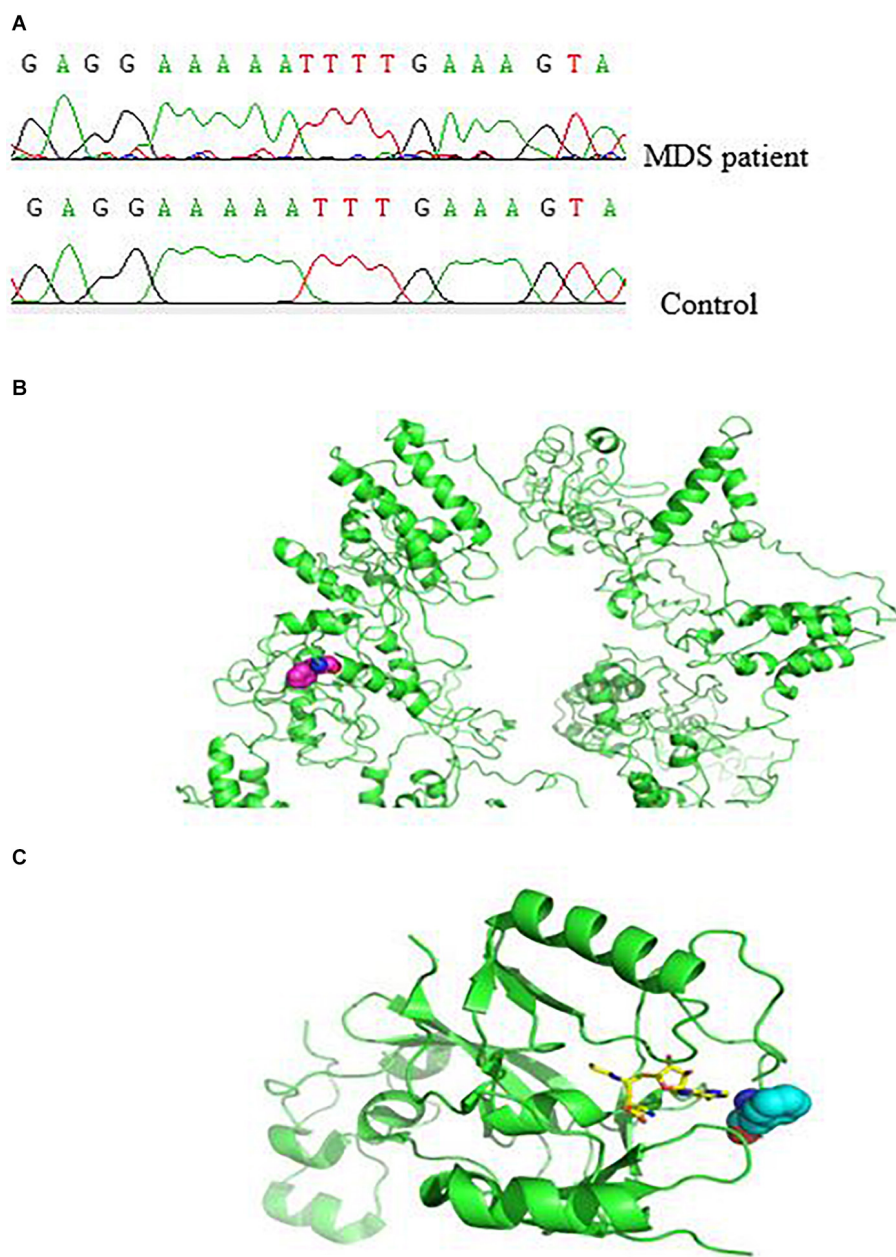 A
G A G G A A A A A T T T T G A A A G T A
MDS patient
G A G G A A A A A T T T G A A A G T A
Control
B
C